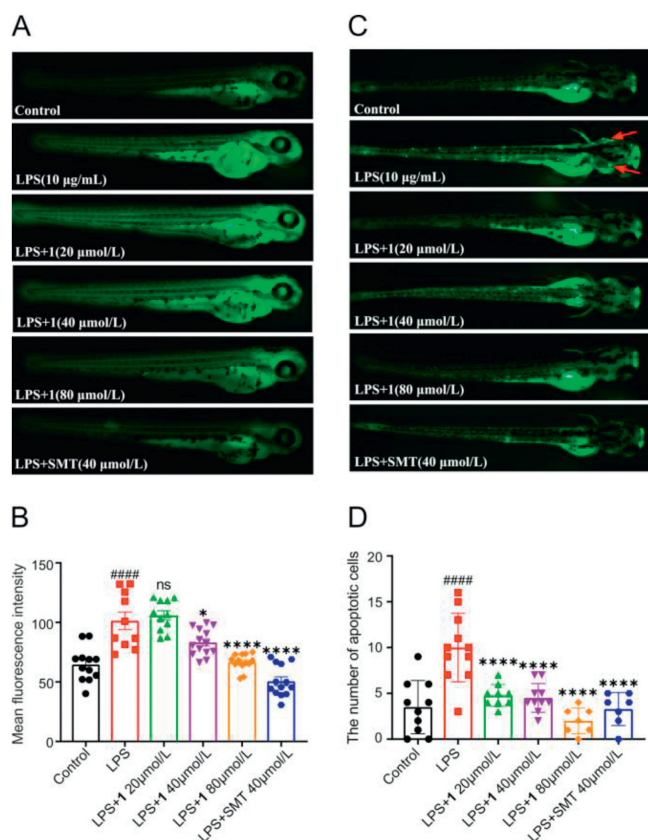 A
Control
LPS(10 μg/mL)
LPS+1(20 μmol/L)
LPS+1(40 μmol/L)
LPS+1(80 μmol/L)
LPS+SMT(40 μmol/L)
C
Control
LPS(10 μg/mL)
LPS+1(20 μmol/L)
LPS+1(40 μmol/L)
LPS+1(80 μmol/L)
LPS+SMT(40 μmol/L)
B
Mean fluorescence intensity
150
100
50
0
####
ns
*
****
****
Control
LPS
LPS+1 20μmol/L
LPS+1 40μmol/L
LPS+1 80μmol/L
LPS+SMT 40μmol/L
D
The number of apoptotic cells
20
15
10
5
0
####
****
****
****
****
Control
LPS
LPS+1 20μmol/L
LPS+1 40μmol/L
LPS+1 80μmol/L
LPS+SMT 40μmol/L